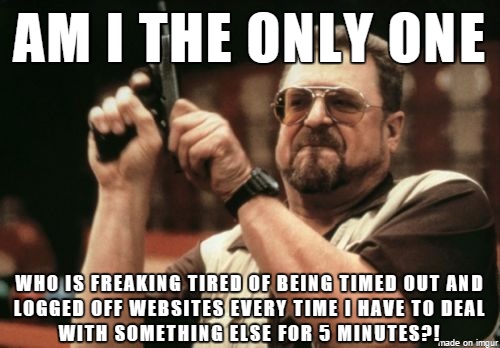 AM I THE ONLY ONE
WHO IS FREAKING TIRED OF BEING TIMED OUT AND
LOGGED OFF WEBSITES EVERY TIME I HAVE TO DEAL
WITH SOMETHING ELSE FOR 5 MINUTES?!
made on imgur